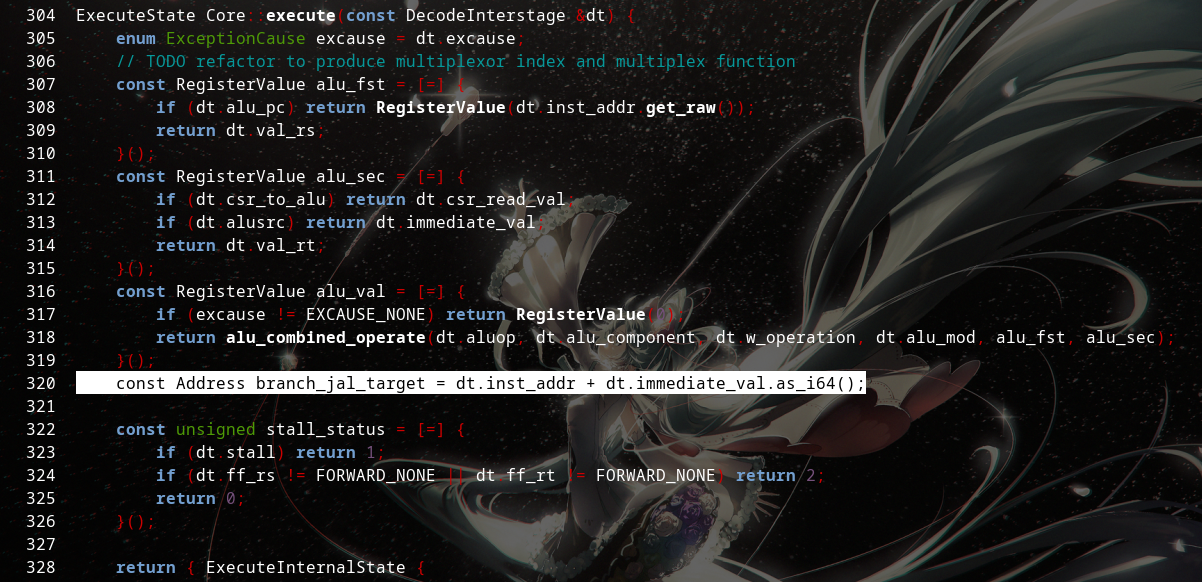 304 ExecuteState Core::execute(const DecodeInterstage &dt) {
305     enum ExceptionCause excause = dt.excause;
306     // TODO refactor to produce multiplexor index and multiplex function
307     const RegisterValue alu_fst = [=] {
308         if (dt.alu_pc) return RegisterValue(dt.inst_addr.get_raw());
309         return dt.val_rs;
310     }();
311     const RegisterValue alu_sec = [=] {
312         if (dt.csr_to_alu) return dt.csr_read_val;
313         if (dt.alusrc) return dt.immediate_val;
314         return dt.val_rt;
315     }();
316     const RegisterValue alu_val = [=] {
317         if (excause != EXCAUSE_NONE) return RegisterValue(0);
318         return alu_combined_operate(dt.aluop, dt.alu_component, dt.w_operation, dt.alu_mod, alu_fst, alu_sec);
319     }();
320     const Address branch_jal_target = dt.inst_addr + dt.immediate_val.as_i64();
321
322     const unsigned stall_status = [=] {
323         if (dt.stall) return 1;
324         if (dt.ff_rs != FORWARD_NONE || dt.ff_rt != FORWARD_NONE) return 2;
325         return 0;
326     }();
327
328     return { ExecuteInternalState {